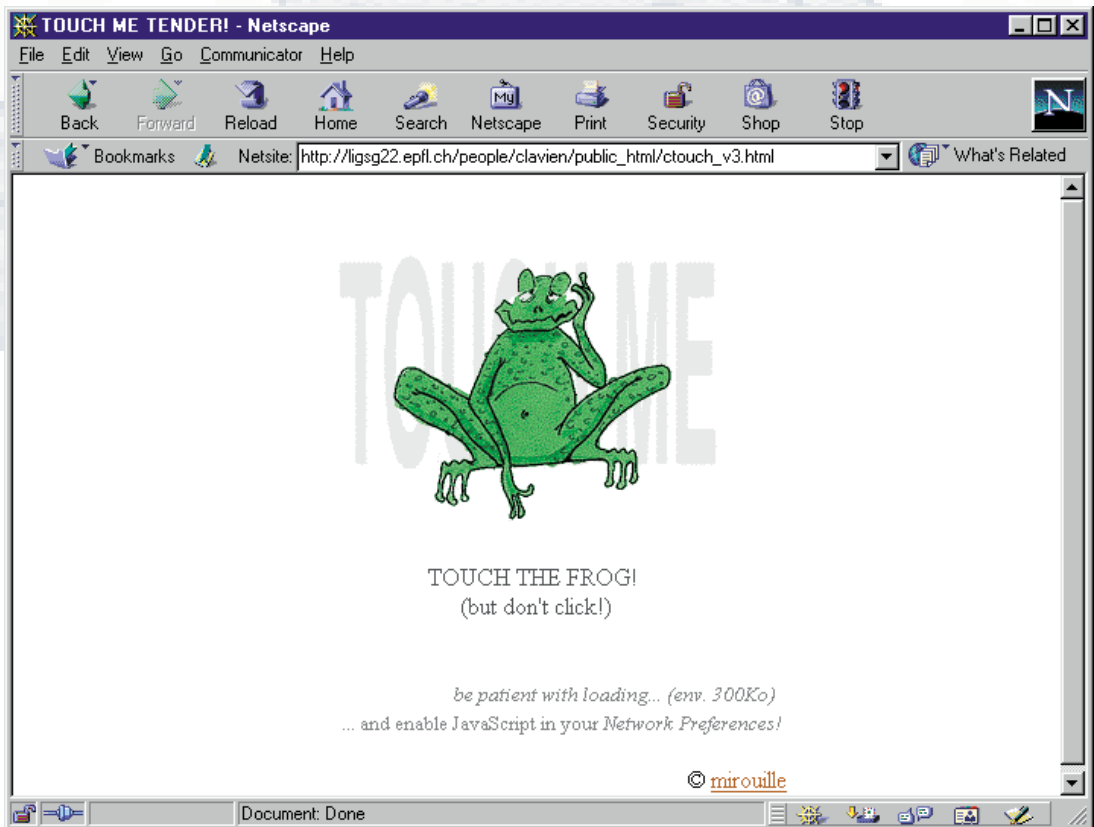 TOUCH ME TENDER! - Netscape
File Edit View Go Communicator Help
Back Forward Reload Home Search Netscape Print Security Shop Stop
My
N
Bookmarks Netsite: http://ligsg22.epfl.ch/people/clavien/public_html/ctouch_v3.html What's Related
TOUCH ME
TOUCH THE FROG!
(but don't click!)
be patient with loading... (env. 300Ko)
... and enable JavaScript in your Network Preferences!
© mirouille
Document: Done